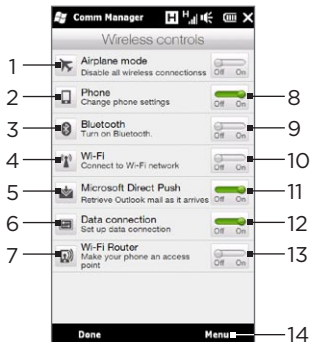 Comm Manager H H
Wireless controls
1 Airplane mode
Disable all wireless connectionss Off On
2 Phone 8
Change phone settings Off On
3 Bluetooth 9
Turn on Bluetooth. Off On
4 Wi-Fi 10
Connect to Wi-Fi network Off On
5 Microsoft Direct Push 11
Retrieve Outlook mail as it arrives Off On
6 Data connection 12
Set up data connection Off On
7 Wi-Fi Router 13
Make your phone an access Off On
point
Done Menu 14